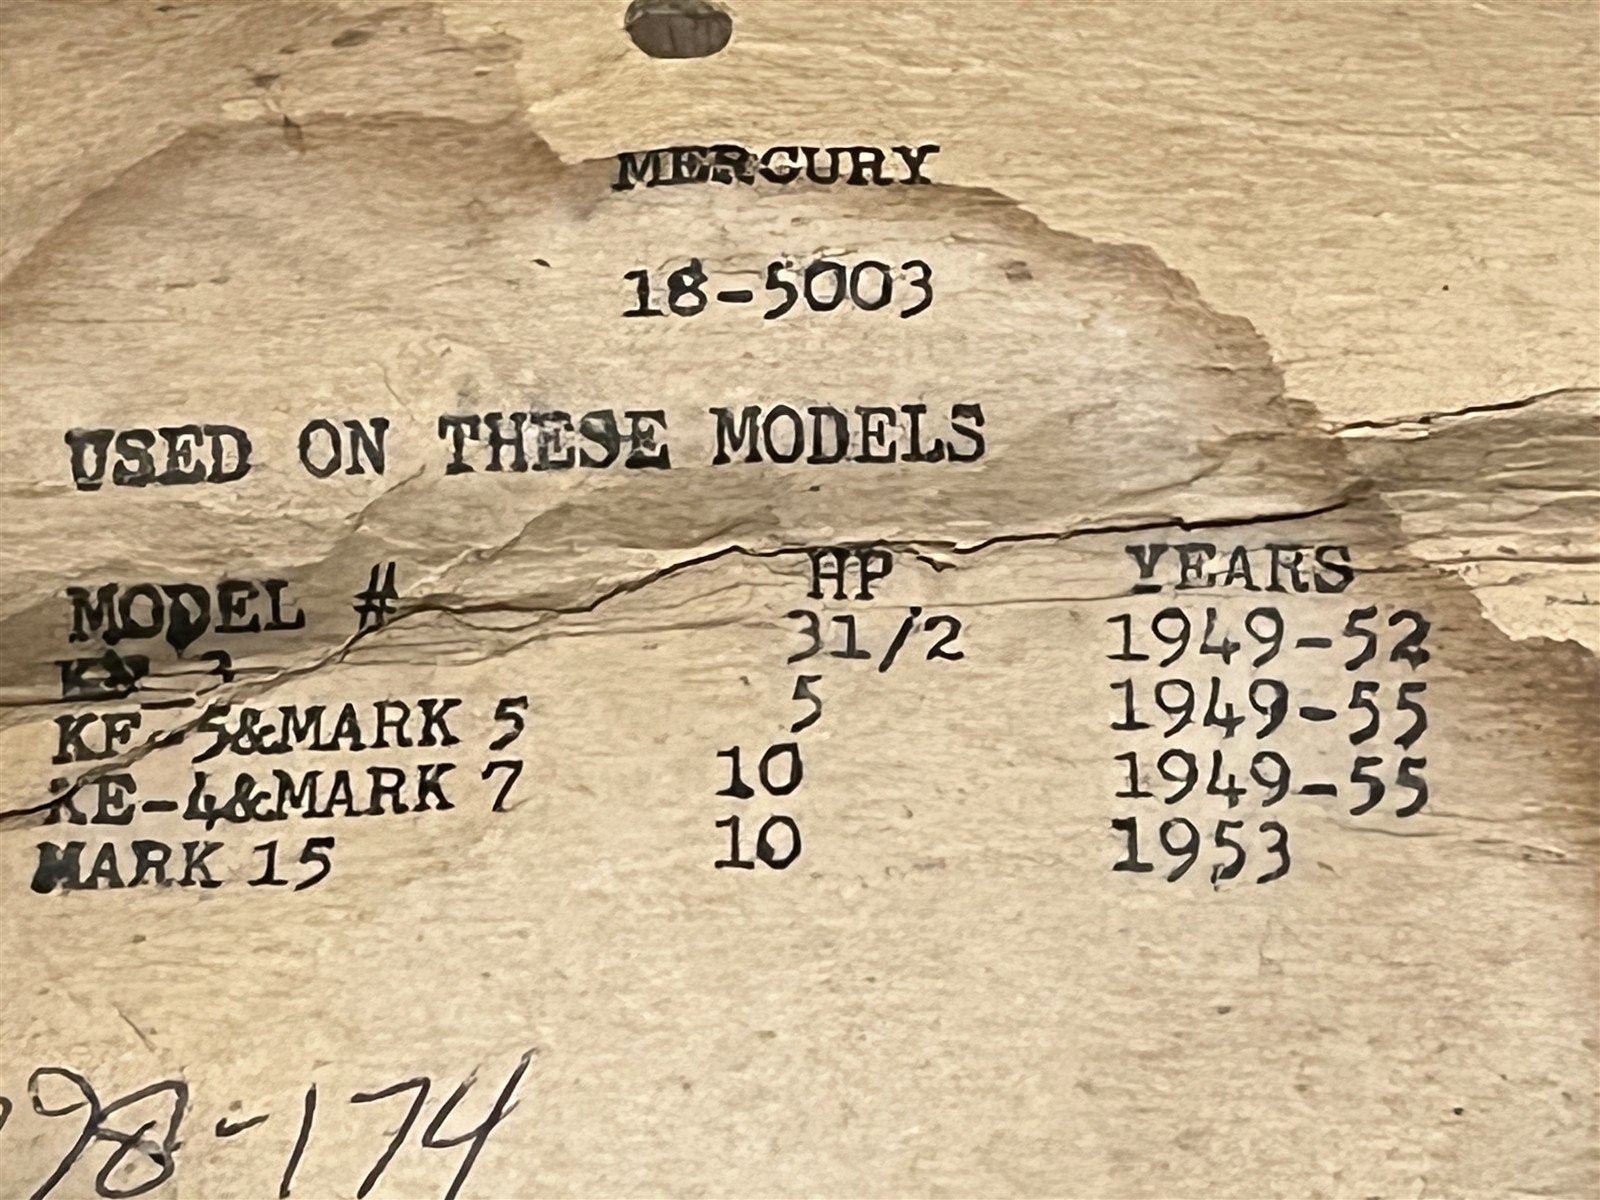 MERCURY
18-5003
USED ON THESE MODELS
MODEL # HP YEARS
31/2 1949-52
KF-5&MARK 5 5 1949-55
KE-4&MARK 7 10 1949-55
MARK 15 10 1953
98-174